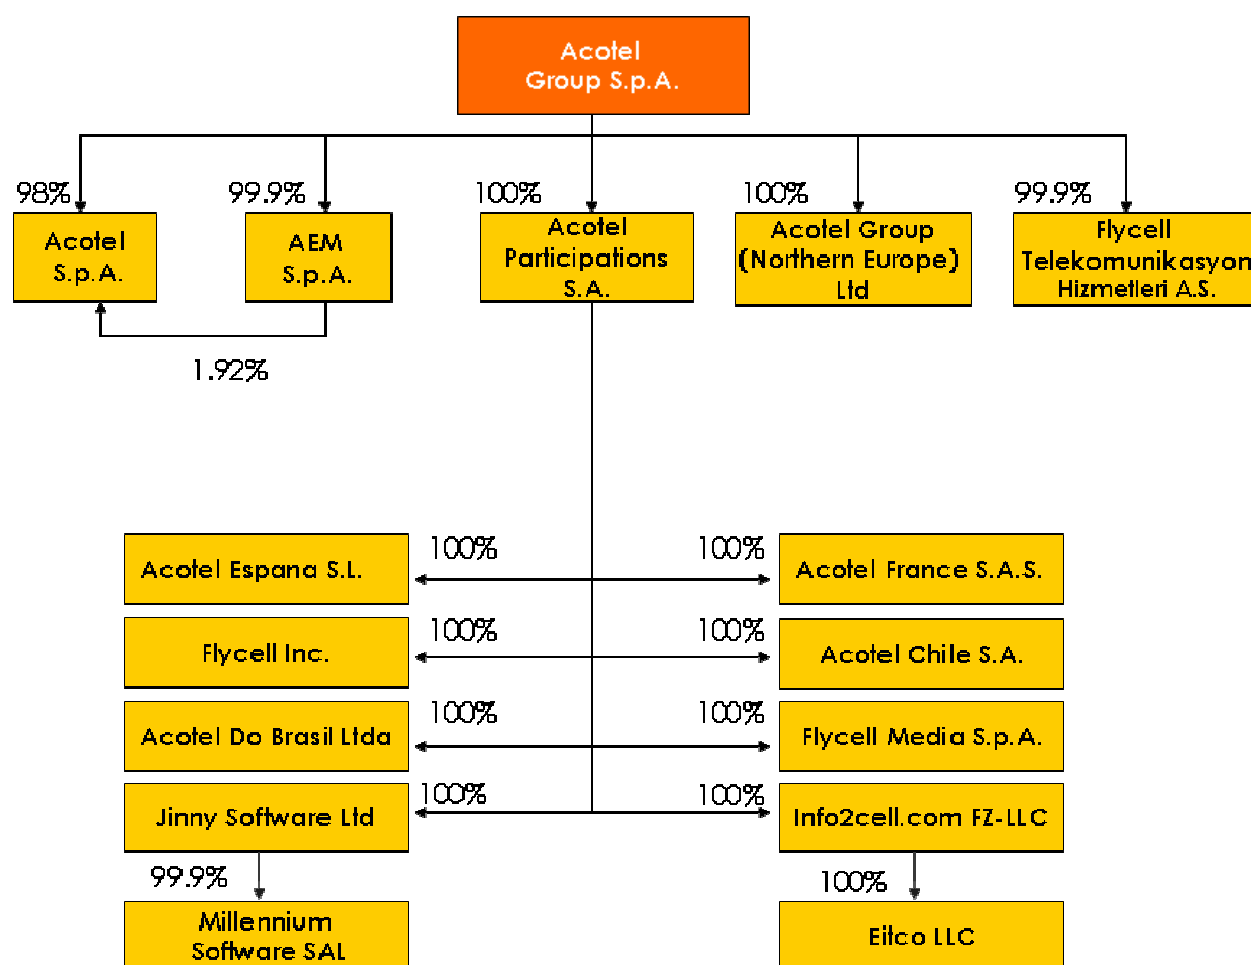 Acotel
Group S.p.A.
98%
99.9%
100%
100%
99.9%
Acotel
S.p.A.
AEM
S.p.A.
Acotel
Participations
S.A.
Acotel Group
(Northern Europe)
Ltd
Flycell
Telekomunikasyon
Hizmetleri A.S.
1.92%
100%
100%
Acotel Espana S.L.
Acotel France S.A.S.
100%
100%
Flycell Inc.
Acotel Chile S.A.
100%
100%
Acotel Do Brasil Ltda
Flycell Media S.p.A.
100%
100%
Jinny Software Ltd
Info2cell.com FZ-LLC
99.9%
100%
Millennium
Software SAL
Eitco LLC